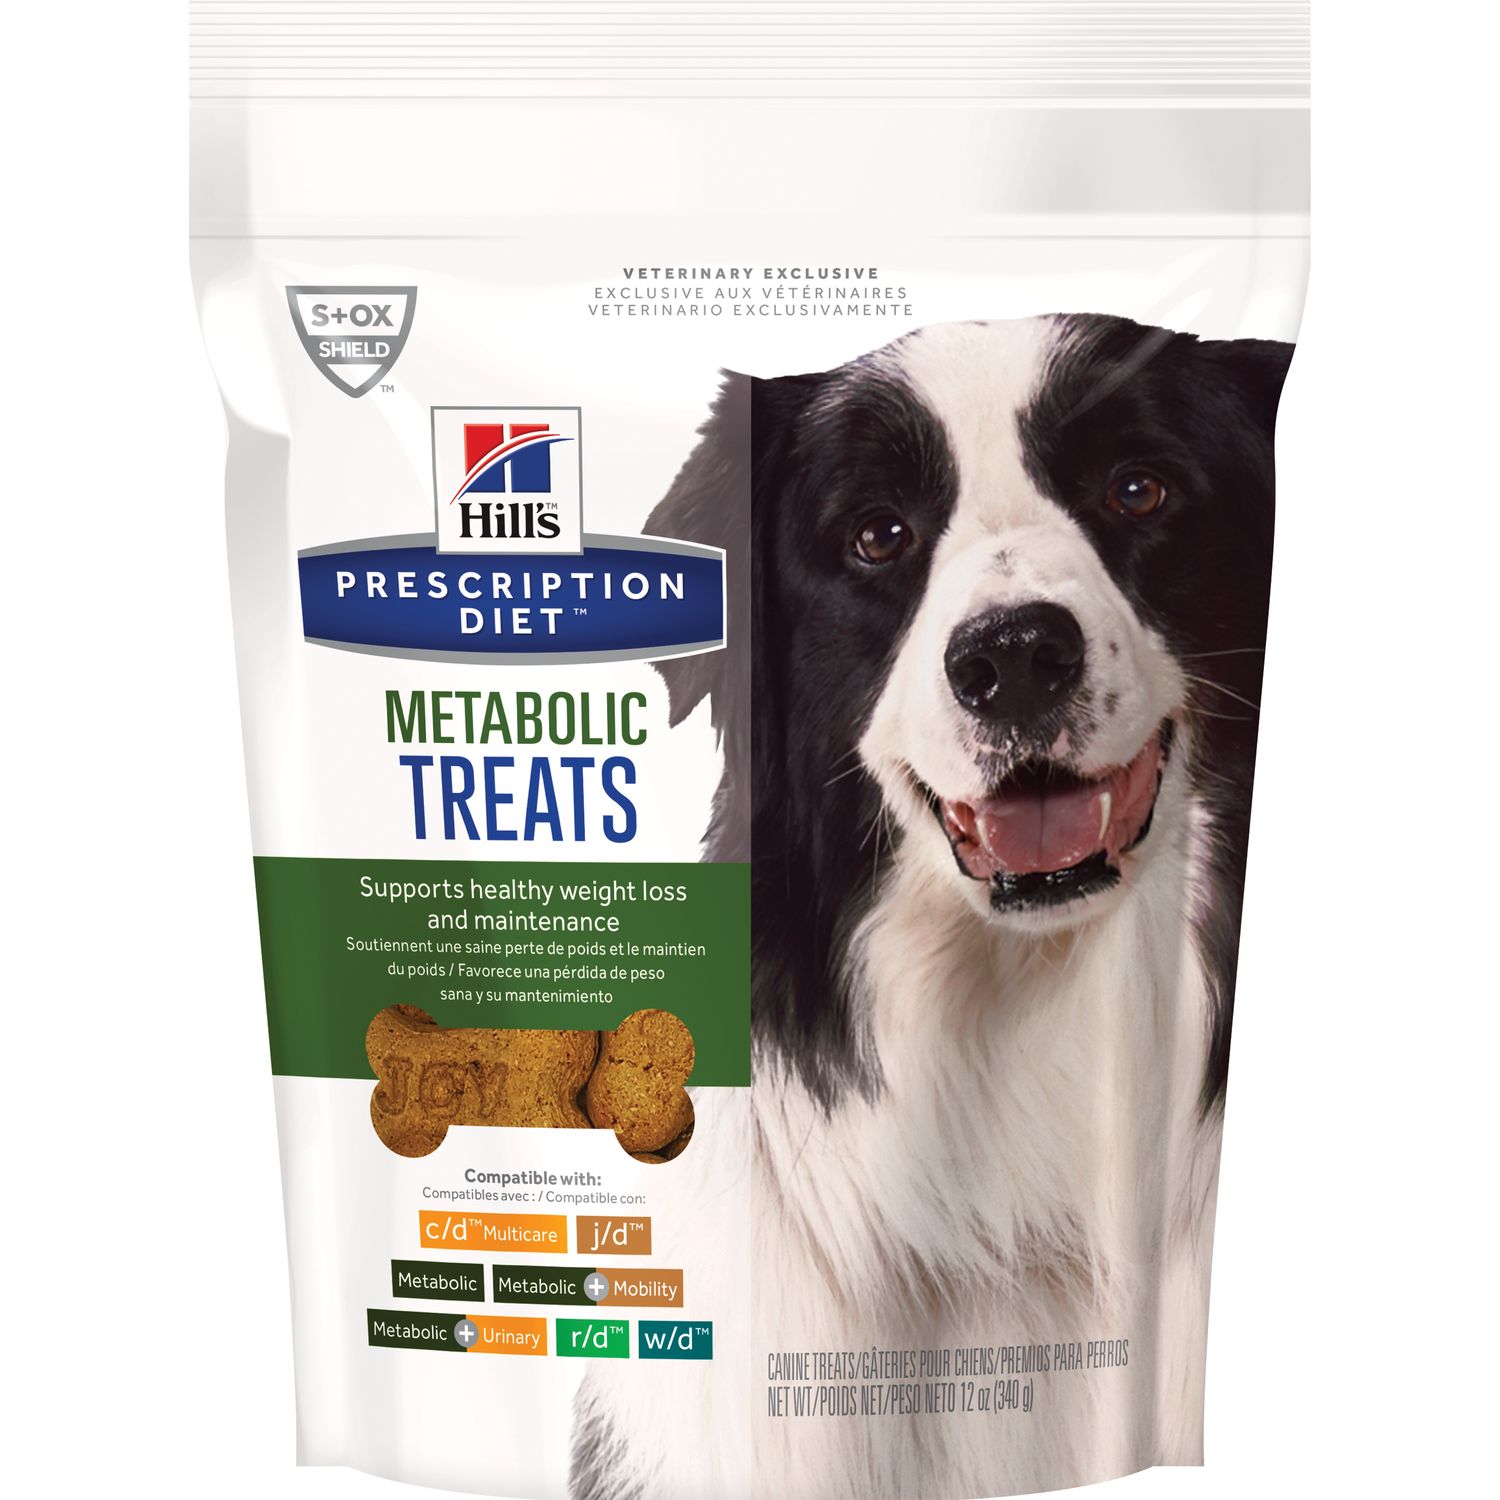 VETERINARY EXCLUSIVE
EXCLUSIVE AUX VÉTÉRINAIRES
VETERINARIO EXCLUSIVAMENTE
S+OX
SHIELD™
Hill's™
PRESCRIPTION
DIET™
METABOLIC
TREATS
Supports healthy weight loss
and maintenance
Soutiennent une saine perte de poids et le maintien
du poids / Favorece una pérdida de peso
sana y su mantenimiento
JOY
Compatible with:
Compatibles avec : / Compatible con:
c/d™ Multicare j/d™
Metabolic Metabolic + Mobility
Metabolic + Urinary r/d™ w/d™
CANINE TREATS/GÂTERIES POUR CHIENS/PREMIOS PARA PERROS
NET WT/POIDS NET/PESO NETO 12 oz (340 g)